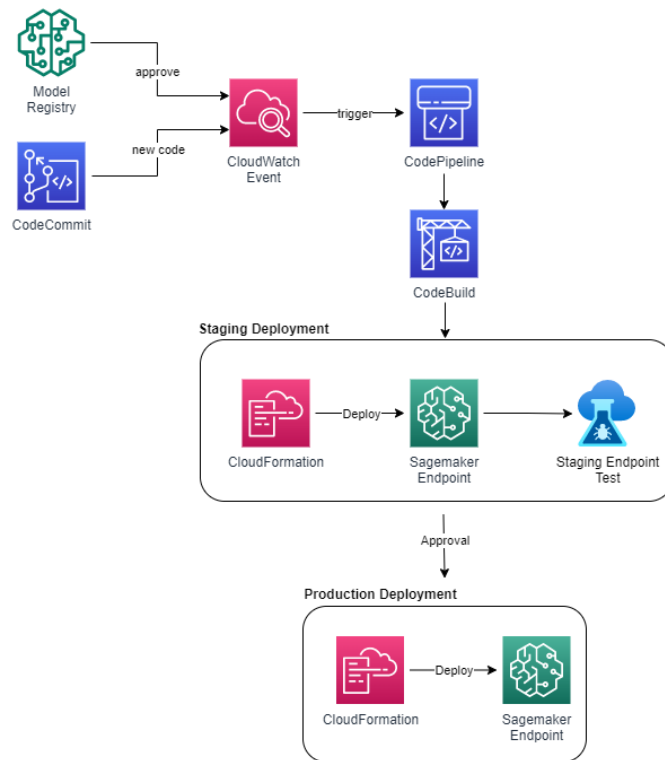 Model
Registry
approve
CloudWatch
Event
trigger
CodePipeline
new code
CodeCommit
CodeBuild
Staging Deployment
CloudFormation
Deploy
Sagemaker
Endpoint
Staging Endpoint
Test
Approval
Production Deployment
CloudFormation
Deploy
Sagemaker
Endpoint